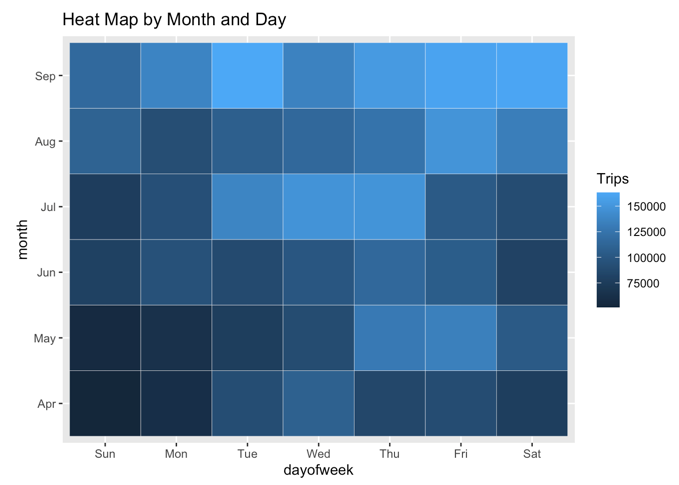 Heat Map by Month and Day
month
Sep
Aug
Jul
Jun
May
Apr
Sun Mon Tue Wed Thu Fri Sat
dayofweek
Trips
150000
125000
100000
75000